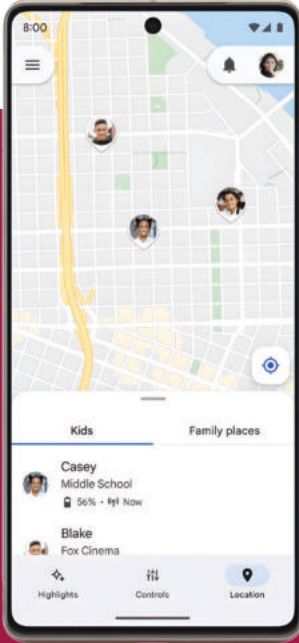 8:00
Kids
Family places
Casey
Middle School
56% • Now
Blake
Fox Cinema
Highlights
Controls
Location